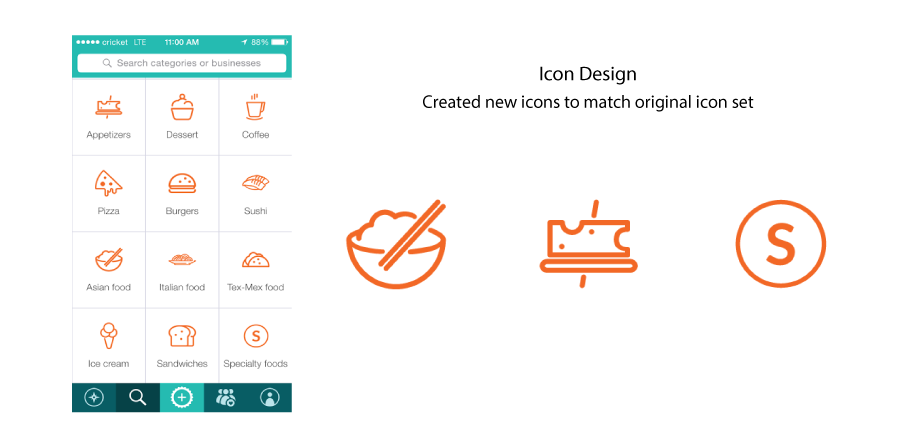 cricket LTE 11:00 AM 88%
Search categories or businesses
Appetizers Dessert Coffee
Pizza Burgers Sushi
Asian food Italian food Tex-Mex food
S
Ice cream Sandwiches Specialty foods
Icon Design
Created new icons to match original icon set
S